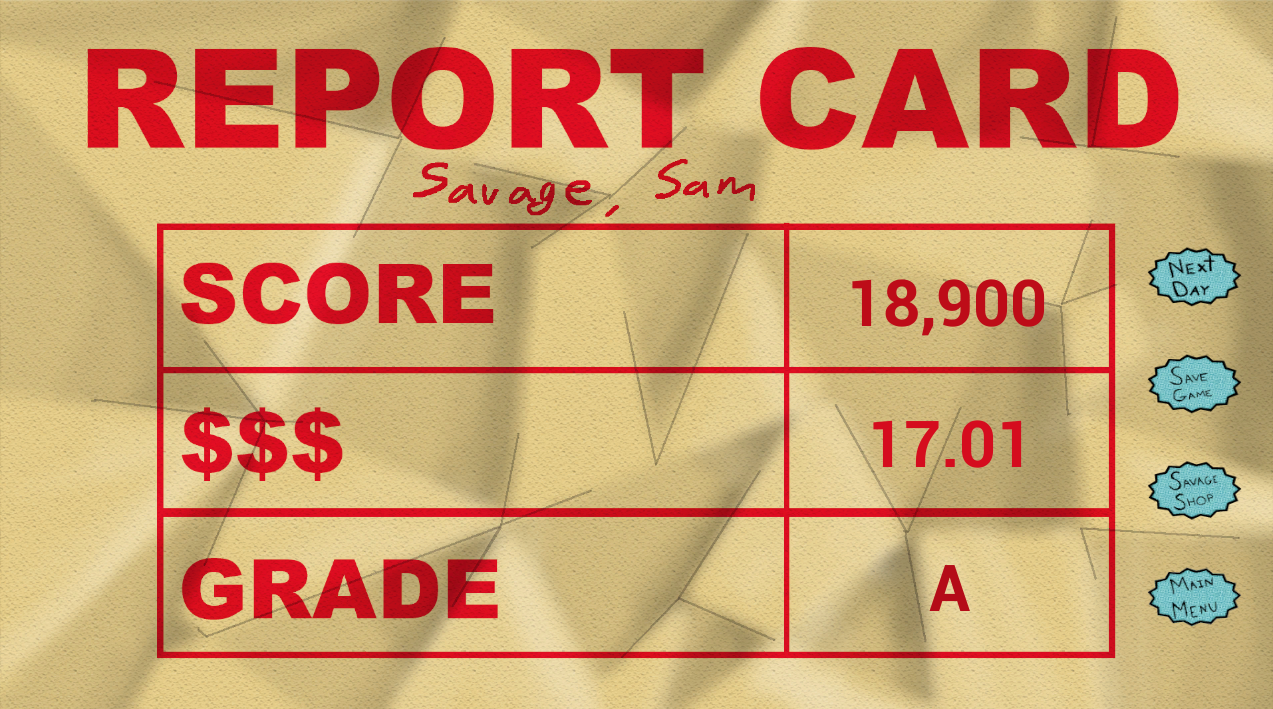 REPORT CARD
Savage, Sam
SCORE 18,900
$$$ 17.01
GRADE A
Next Day
Save Game
Savage Shop
Main Menu